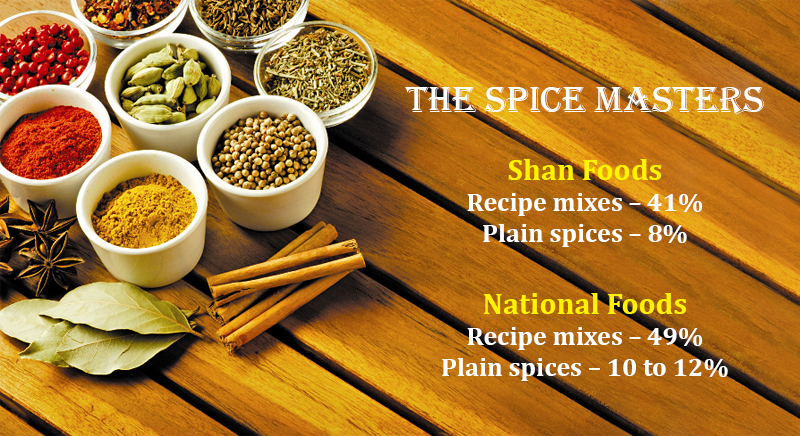 THE SPICE MASTERS
Shan Foods
Recipe mixes – 41%
Plain spices – 8%
National Foods
Recipe mixes – 49%
Plain spices – 10 to 12%